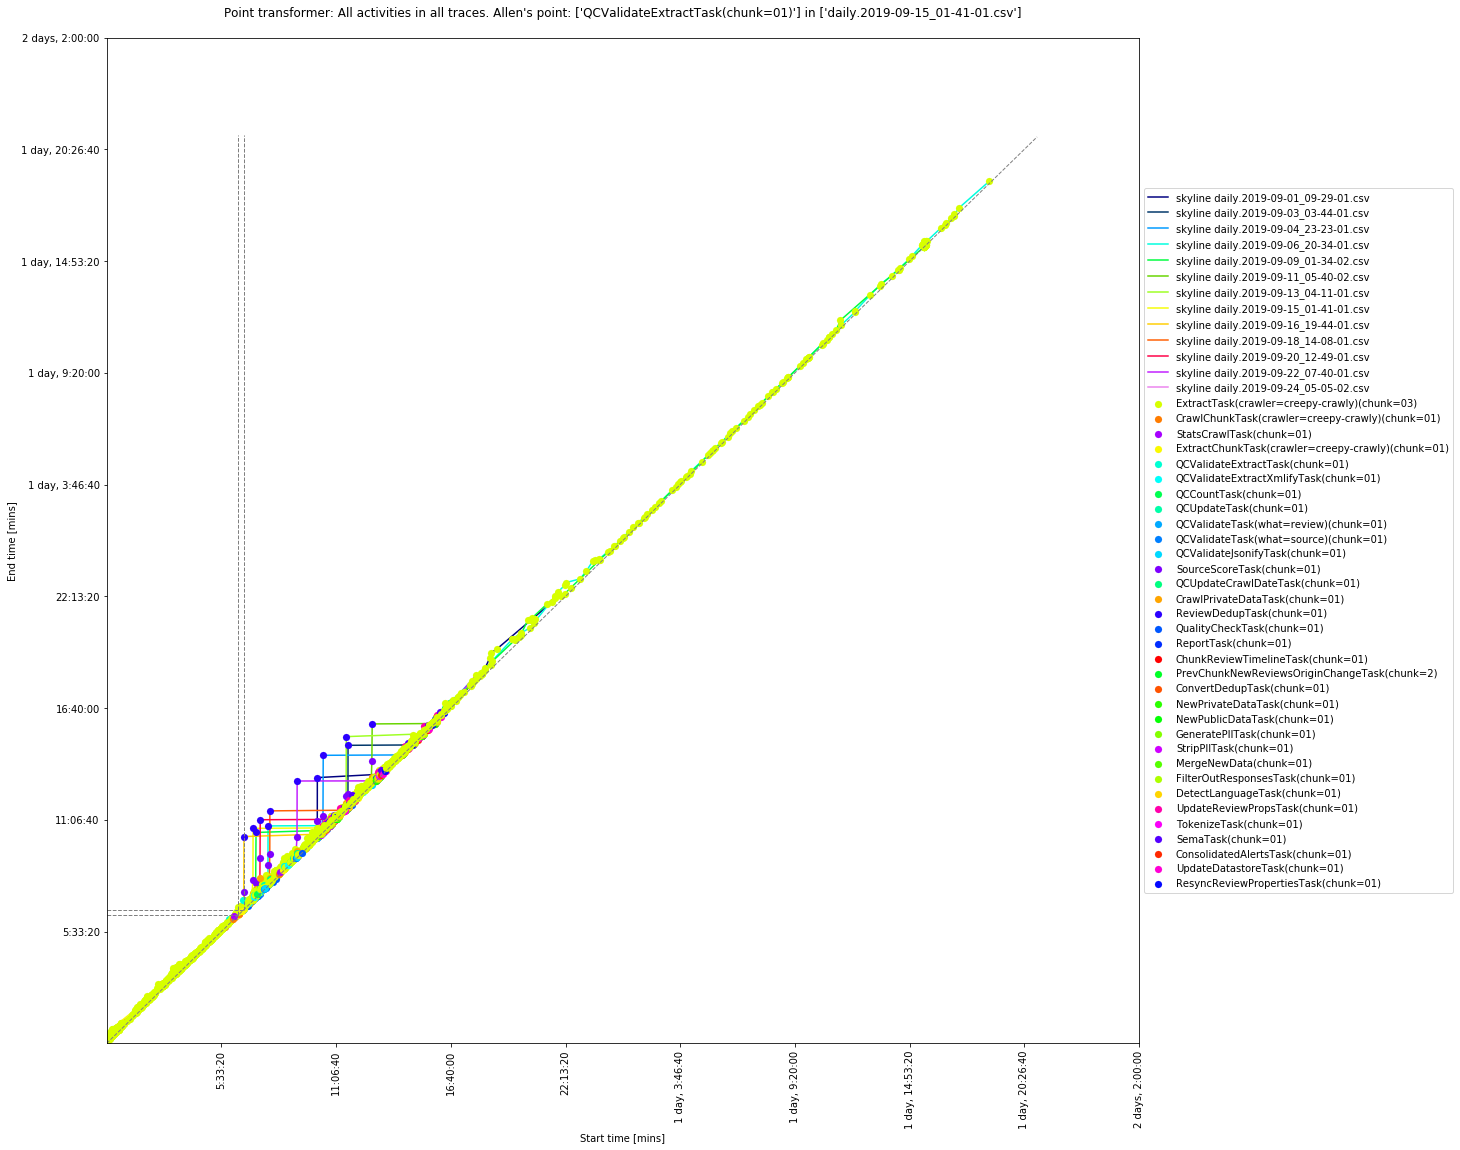 Point transformer: All activities in all traces. Allen's point: ['QCValidateExtractTask(chunk=01)'] in ['daily.2019-09-15_01-41-01.csv']
2 days, 2:00:00
1 day, 20:26:40
1 day, 14:53:20
1 day, 9:20:00
1 day, 3:46:40
22:13:20
16:40:00
11:06:40
5:33:20
End time [mins]
5:33:20
11:06:40
16:40:00
22:13:20
1 day, 3:46:40
1 day, 9:20:00
1 day, 14:53:20
1 day, 20:26:40
2 days, 2:00:00
Start time [mins]
skyline daily.2019-09-01_09-29-01.csv
skyline daily.2019-09-03_03-44-01.csv
skyline daily.2019-09-04_23-23-01.csv
skyline daily.2019-09-06_20-34-01.csv
skyline daily.2019-09-09_01-34-02.csv
skyline daily.2019-09-11_05-40-02.csv
skyline daily.2019-09-13_04-11-01.csv
skyline daily.2019-09-15_01-41-01.csv
skyline daily.2019-09-16_19-44-01.csv
skyline daily.2019-09-18_14-08-01.csv
skyline daily.2019-09-20_12-49-01.csv
skyline daily.2019-09-22_07-40-01.csv
skyline daily.2019-09-24_05-05-02.csv
ExtractTask(crawler=creepy-crawly)(chunk=03)
CrawlChunkTask(crawler=creepy-crawly)(chunk=01)
StatsCrawlTask(chunk=01)
ExtractChunkTask(crawler=creepy-crawly)(chunk=01)
QCValidateExtractTask(chunk=01)
QCValidateExtractXmlifyTask(chunk=01)
QCCountTask(chunk=01)
QCUpdateTask(chunk=01)
QCValidateTask(what=review)(chunk=01)
QCValidateTask(what=source)(chunk=01)
QCValidateJsonifyTask(chunk=01)
SourceScoreTask(chunk=01)
QCUpdateCrawlDateTask(chunk=01)
CrawlPrivateDataTask(chunk=01)
ReviewDedupTask(chunk=01)
QualityCheckTask(chunk=01)
ReportTask(chunk=01)
ChunkReviewTimelineTask(chunk=01)
PrevChunkNewReviewsOriginChangeTask(chunk=2)
ConvertDedupTask(chunk=01)
NewPrivateDataTask(chunk=01)
NewPublicDataTask(chunk=01)
GeneratePIITask(chunk=01)
StripPIITask(chunk=01)
MergeNewData(chunk=01)
FilterOutResponsesTask(chunk=01)
DetectLanguageTask(chunk=01)
UpdateReviewPropsTask(chunk=01)
TokenizeTask(chunk=01)
SemaTask(chunk=01)
ConsolidatedAlertsTask(chunk=01)
UpdateDatastoreTask(chunk=01)
ResyncReviewPropertiesTask(chunk=01)